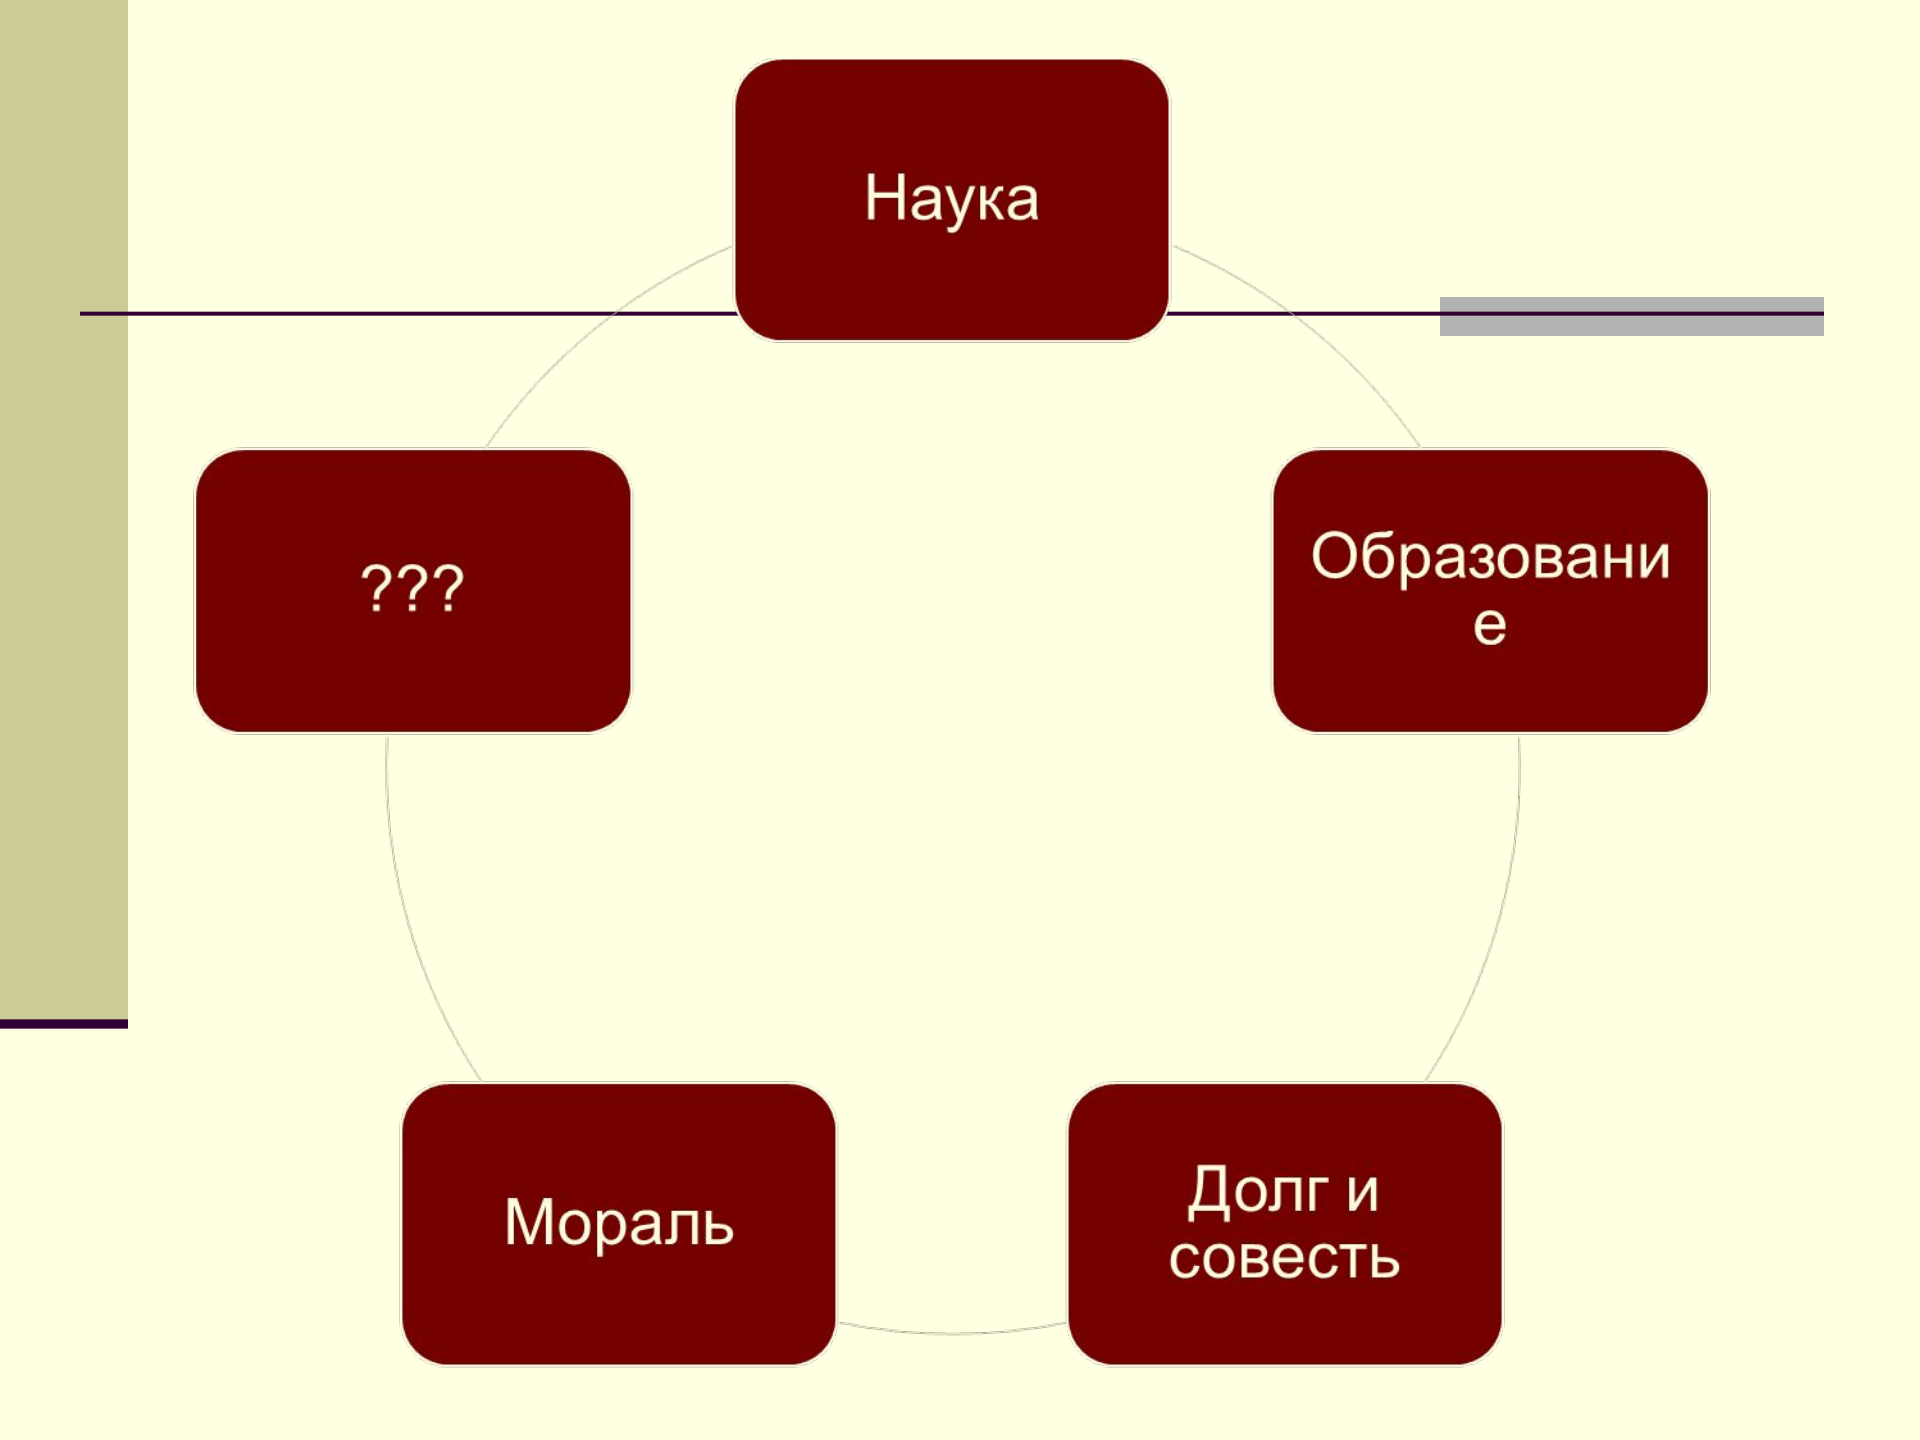 Наука
???
Образовани
е
Мораль
Долг и
совесть